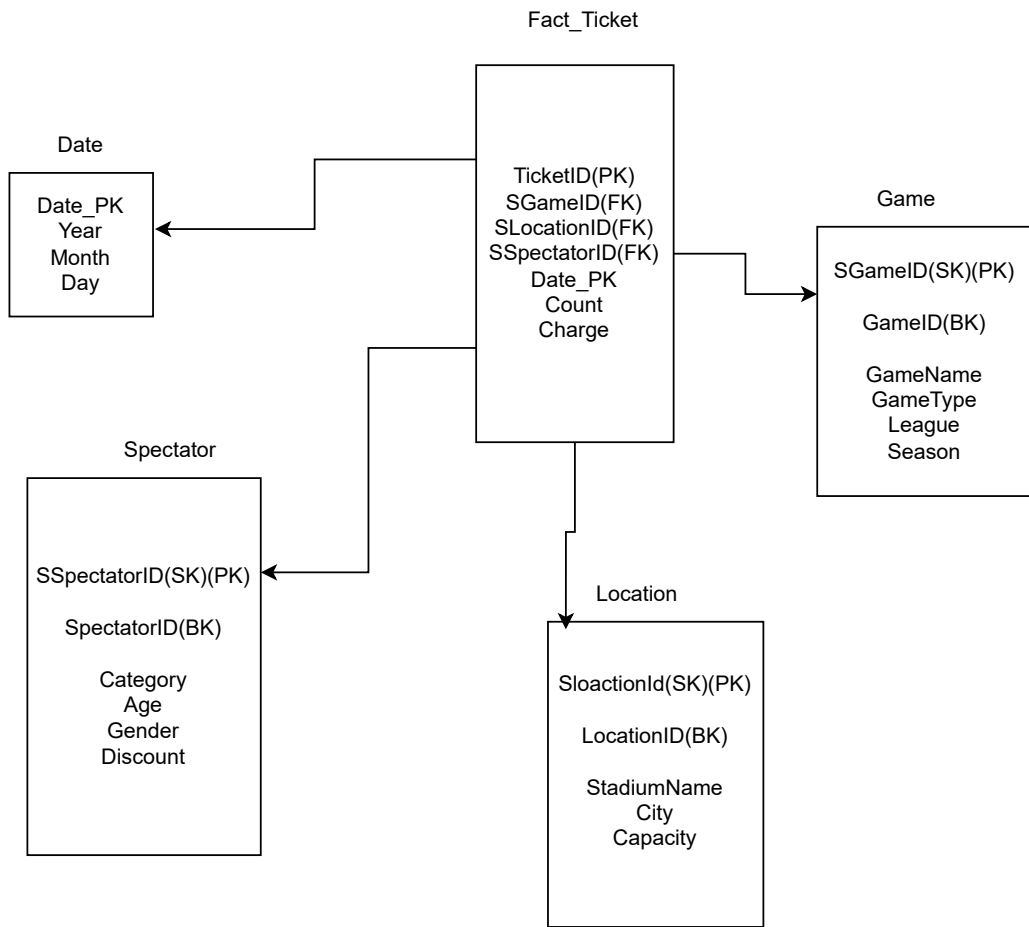 Fact_Ticket
TicketID(PK)
SGameID(FK)
SLocationID(FK)
SSpectatorID(FK)
Date_PK
Count
Charge
Date
Date_PK
Year
Month
Day
Game
SGameID(SK)(PK)
GameID(BK)
GameName
GameType
League
Season
Spectator
SSpectatorID(SK)(PK)
SpectatorID(BK)
Category
Age
Gender
Discount
Location
SloactionId(SK)(PK)
LocationID(BK)
StadiumName
City
Capacity